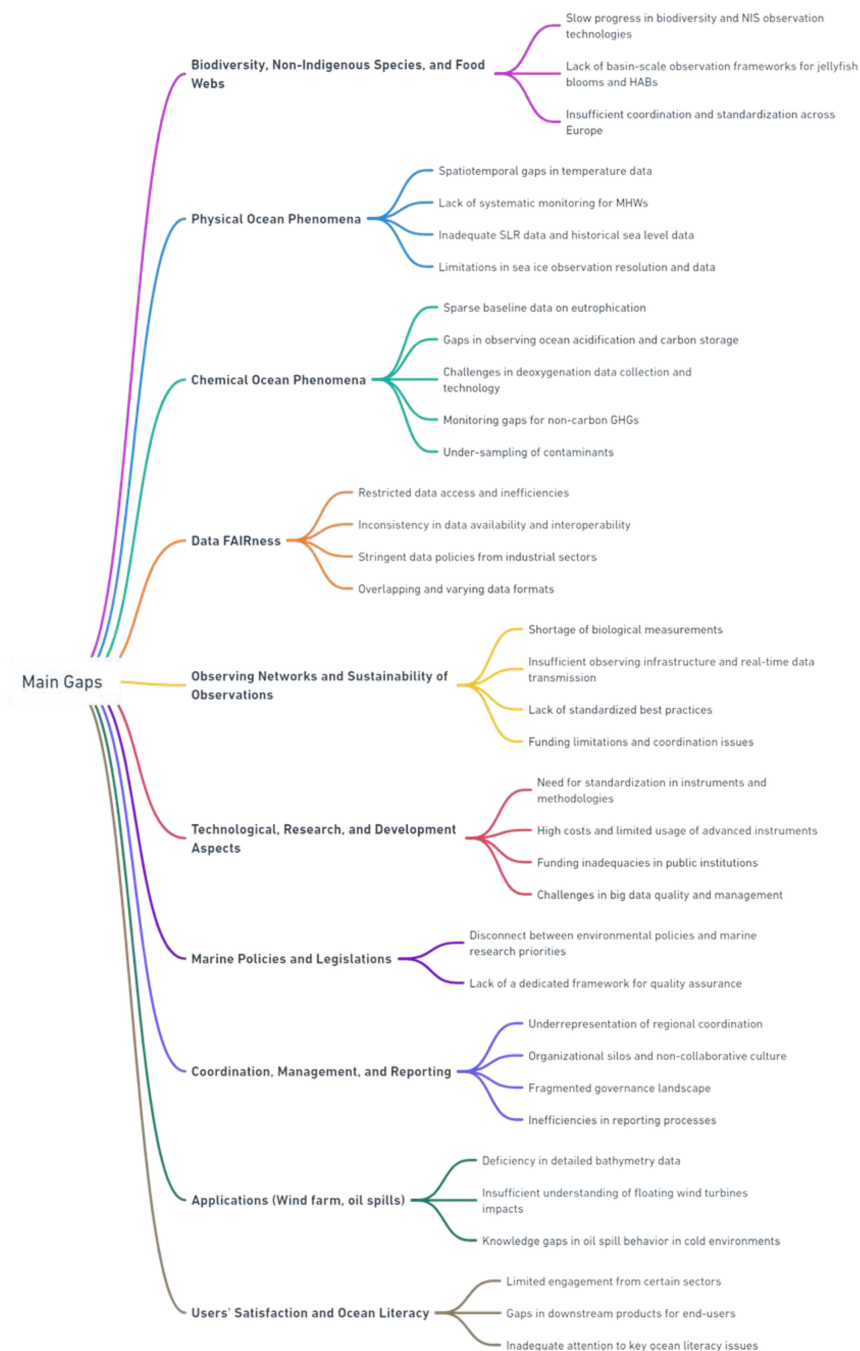 Slow progress in biodiversity and NIS observation
technologies
Biodiversity, Non-Indigenous Species, and Food
Webs
Lack of basin-scale observation frameworks for jellyfish
blooms and HABs
Insufficient coordination and standardization across
Europe
Spatiotemporal gaps in temperature data
Lack of systematic monitoring for MHWs
Physical Ocean Phenomena
Inadequate SLR data and historical sea level data
Limitations in sea ice observation resolution and data
Sparse baseline data on eutrophication
Gaps in observing ocean acidification and carbon storage
Chemical Ocean Phenomena
Challenges in deoxygenation data collection and
technology
Monitoring gaps for non-carbon GHGs
Under-sampling of contaminants
Restricted data access and inefficiencies
Inconsistency in data availability and interoperability
Data FAIRness
Stringent data policies from industrial sectors
Overlapping and varying data formats
Shortage of biological measurements
Main Gaps
Observing Networks and Sustainability of
Observations
Insufficient observing infrastructure and real-time data
transmission
Lack of standardized best practices
Funding limitations and coordination issues
Need for standardization in instruments and
methodologies
Technological, Research, and Development
Aspects
High costs and limited usage of advanced instruments
Funding inadequacies in public institutions
Challenges in big data quality and management
Disconnect between environmental policies and marine
research priorities
Marine Policies and Legislations
Lack of a dedicated framework for quality assurance
Underrepresentation of regional coordination
Organizational silos and non-collaborative culture
Coordination, Management, and Reporting
Fragmented governance landscape
Inefficiencies in reporting processes
Deficiency in detailed bathymetry data
Applications (Wind farm, oil spills)
Insufficient understanding of floating wind turbines
impacts
Knowledge gaps in oil spill behavior in cold environments
Limited engagement from certain sectors
Users' Satisfaction and Ocean Literacy
Gaps in downstream products for end-users
Inadequate attention to key ocean literacy issues